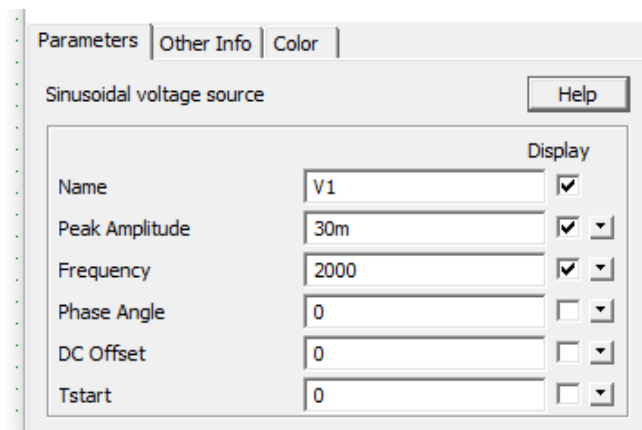 Parameters Other Info Color
Sinusoidal voltage source Help
Display
Name V1
Peak Amplitude 30m
Frequency 2000
Phase Angle 0
DC Offset 0
Tstart 0